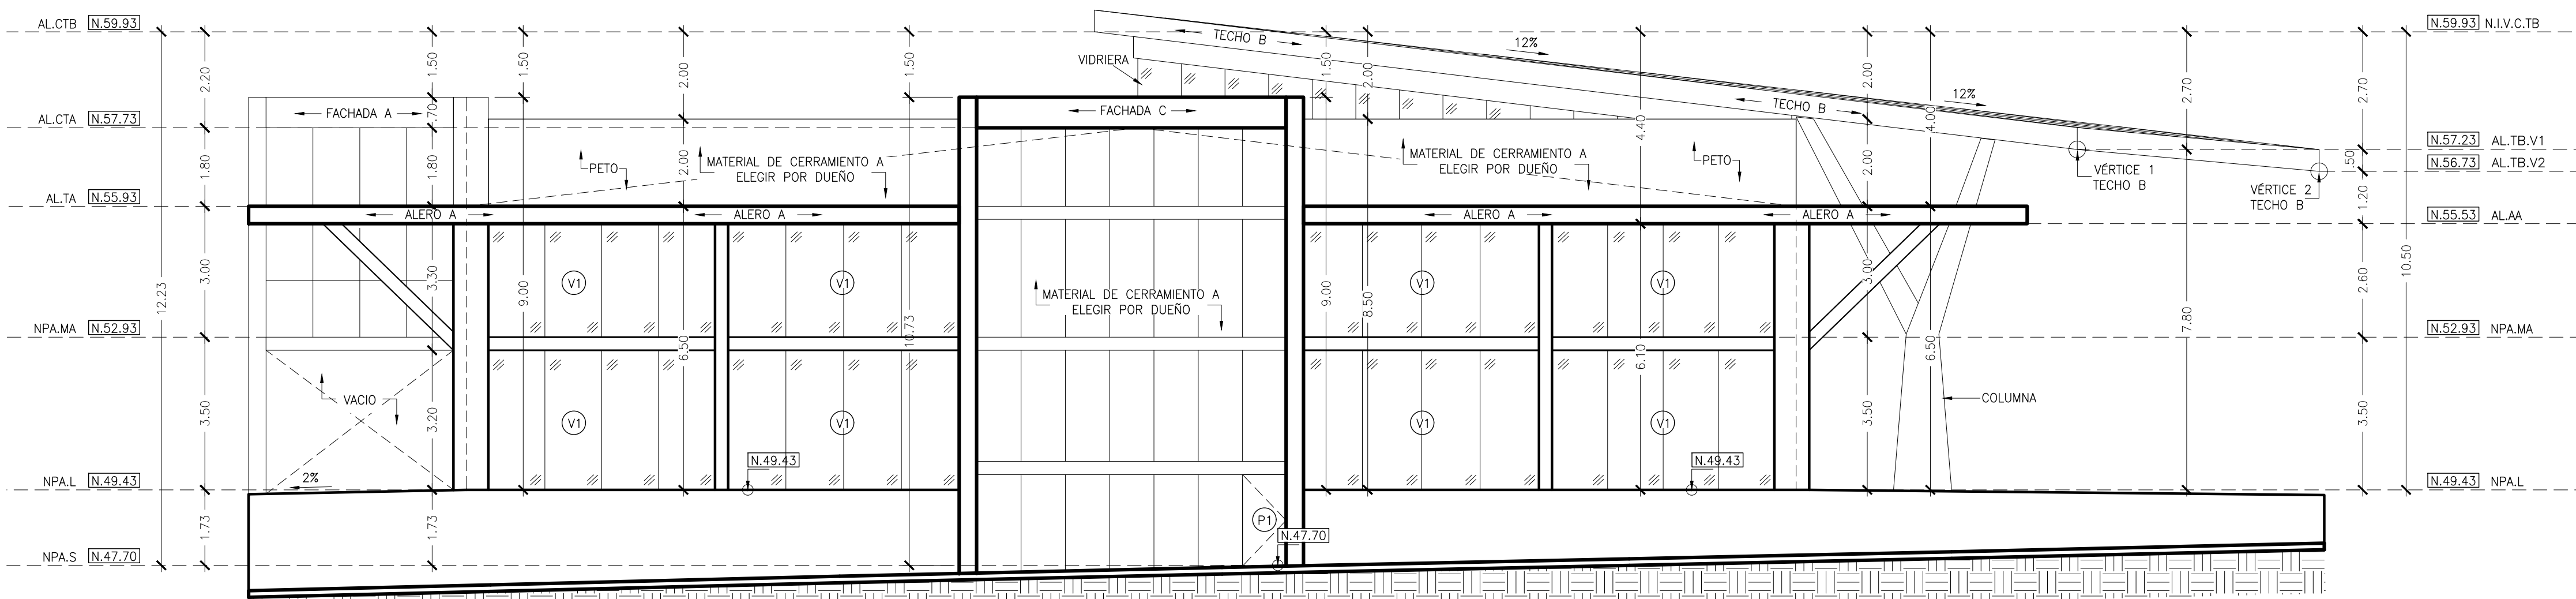 AL.CTB N.59.93
AL.CTA N.57.73
AL.TA N.55.93
NPA.MA N.52.93
NPA.L N.49.43
NPA.S N.47.70
12.23
2.20
1.80
3.00
3.50
1.73
1.50
.70
1.80
3.30
3.20
1.73
1.50
9.00
2.00
2.00
6.50
1.50
10.73
FACHADA A
VACIO
2%
PETO
MATERIAL DE CERRAMIENTO A
ELEGIR POR DUEÑO
ALERO A
ALERO A
V1
V1
V1
V1
N.49.43
FACHADA C
MATERIAL DE CERRAMIENTO A
ELEGIR POR DUEÑO
P1
N.47.70
VIDRIERA
TECHO B
12%
TECHO B
12%
MATERIAL DE CERRAMIENTO A
ELEGIR POR DUEÑO
PETO
ALERO A
ALERO A
V1
V1
V1
V1
N.49.43
1.50
9.00
2.00
8.50
4.40
6.10
2.00
2.00
3.00
3.50
4.00
6.50
COLUMNA
VÉRTICE 1
TECHO B
VÉRTICE 2
TECHO B
2.70
7.80
2.70
.50
1.20
2.60
3.50
10.50
N.59.93 N.I.V.C.TB
N.57.23 AL.TB.V1
N.56.73 AL.TB.V2
N.55.53 AL.AA
N.52.93 NPA.MA
N.49.43 NPA.L